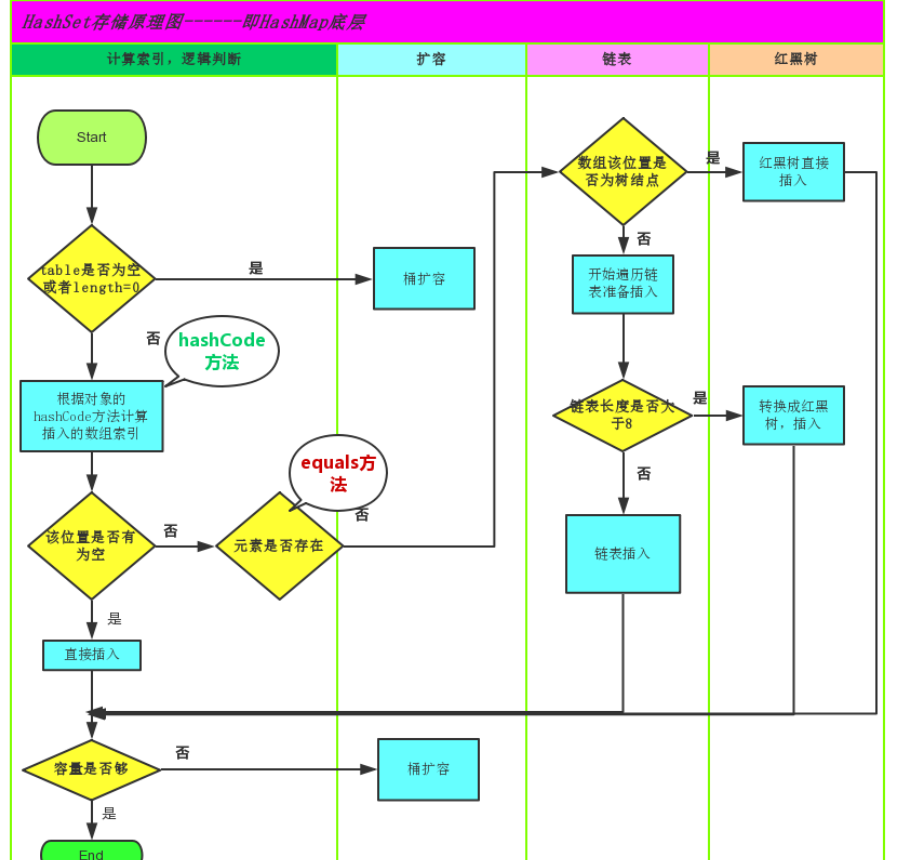 HashSet存储原理图------即HashMap底层
计算索引，逻辑判断
扩容
链表
红黑树
Start
table是否为空
或者length=0
是
桶扩容
否
hashCode
方法
根据对象的
hashCode方法计算
插入的数组索引
该位置是否有
为空
否
元素是否存在
equals方
法
否
是
直接插入
数组该位置是
否为树结点
是
红黑树直接
插入
否
开始遍历链
表准备插入
链表长度是否大
于8
是
转换成红黑
树，插入
否
链表插入
容量是否够
否
桶扩容
是
End